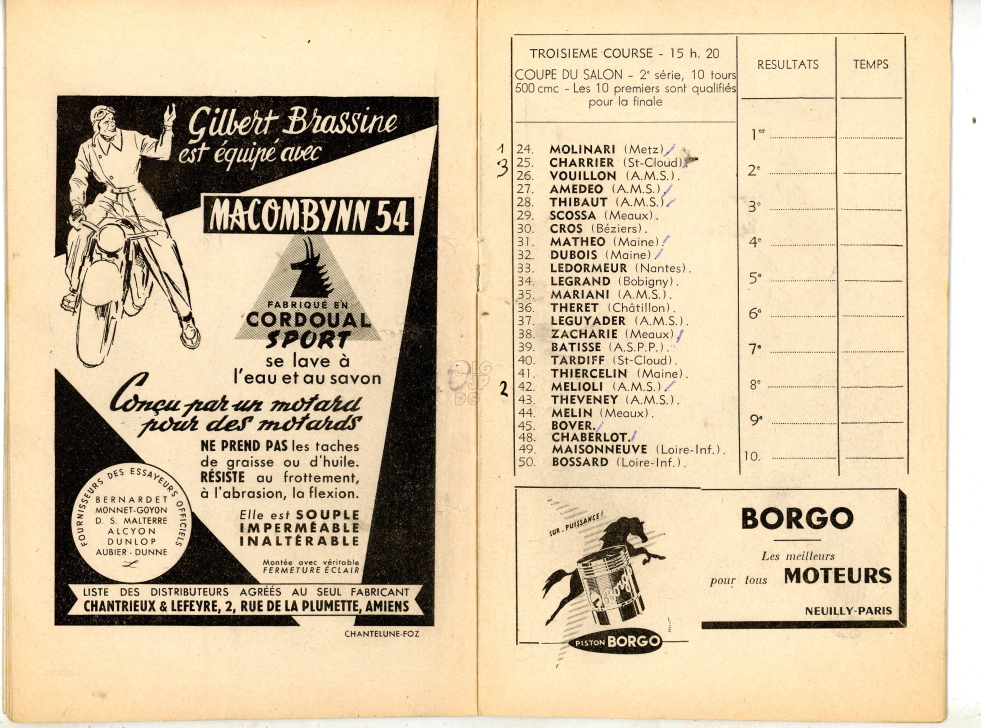 Gilbert Brassine
est équipé avec
MACOMBYNN 54
FABRIQUÉ EN
CORDOUAL
SPORT
se lave à
l'eau et au savon
Conçu par un motard
pour des motards
NE PREND PAS les taches
de graisse ou d'huile.
RÉSISTE au frottement,
à l'abrasion, la flexion.
Elle est SOUPLE
IMPERMÉABLE
INALTÉRABLE
Montée avec véritable
FERMETURE ÉCLAIR
FOURNISSEURS DES ESSAYEURS OFFICIELS
BERNARDET
MONNET-GOYON
D. S. MALTERRE
ALCYON
DUNLOP
AUBIER - DUNNE
LISTE DES DISTRIBUTEURS AGRÉÉS AU SEUL FABRICANT
CHANTRIEUX & LEFEVRE, 2, RUE DE LA PLUMETTE, AMIENS
CHANTELUNE-FOZ
TROISIEME COURSE - 15 h. 20
COUPE DU SALON - 2e série, 10 tours
500 cmc - Les 10 premiers sont qualifiés
pour la finale
RESULTATS
TEMPS
1 24. MOLINARI (Metz)
3 25. CHARRIER (St-Cloud)
26. VOUILLON (A.M.S.).
27. AMEDEO (A.M.S.)
28. THIBAUT (A.M.S.)
29. SCOSSA (Meaux).
30. CROS (Béziers).
31. MATHEO (Maine)
32. DUBOIS (Maine)
33. LEDORMEUR (Nantes).
34. LEGRAND (Bobigny).
35. MARIANI (A.M.S.).
36. THERET (Châtillon).
37. LEGUYADER (A.M.S.).
38. ZACHARIE (Meaux)
39. BATISSE (A.S.P.P.).
40. TARDIFF (St-Cloud).
41. THIERCELIN (Maine).
2 42. MELIOLI (A.M.S.)
43. THEVENEY (A.M.S.).
44. MELIN (Meaux).
45. BOVER.
48. CHABERLOT.
49. MAISONNEUVE (Loire-Inf.).
50. BOSSARD (Loire-Inf.).
1er
2e
3e
4e
5e
6e
7e
8e
9e
10.
SUR-PUISSANCE!
Borgo
PISTON BORGO
BORGO
Les meilleurs
pour tous MOTEURS
NEUILLY-PARIS